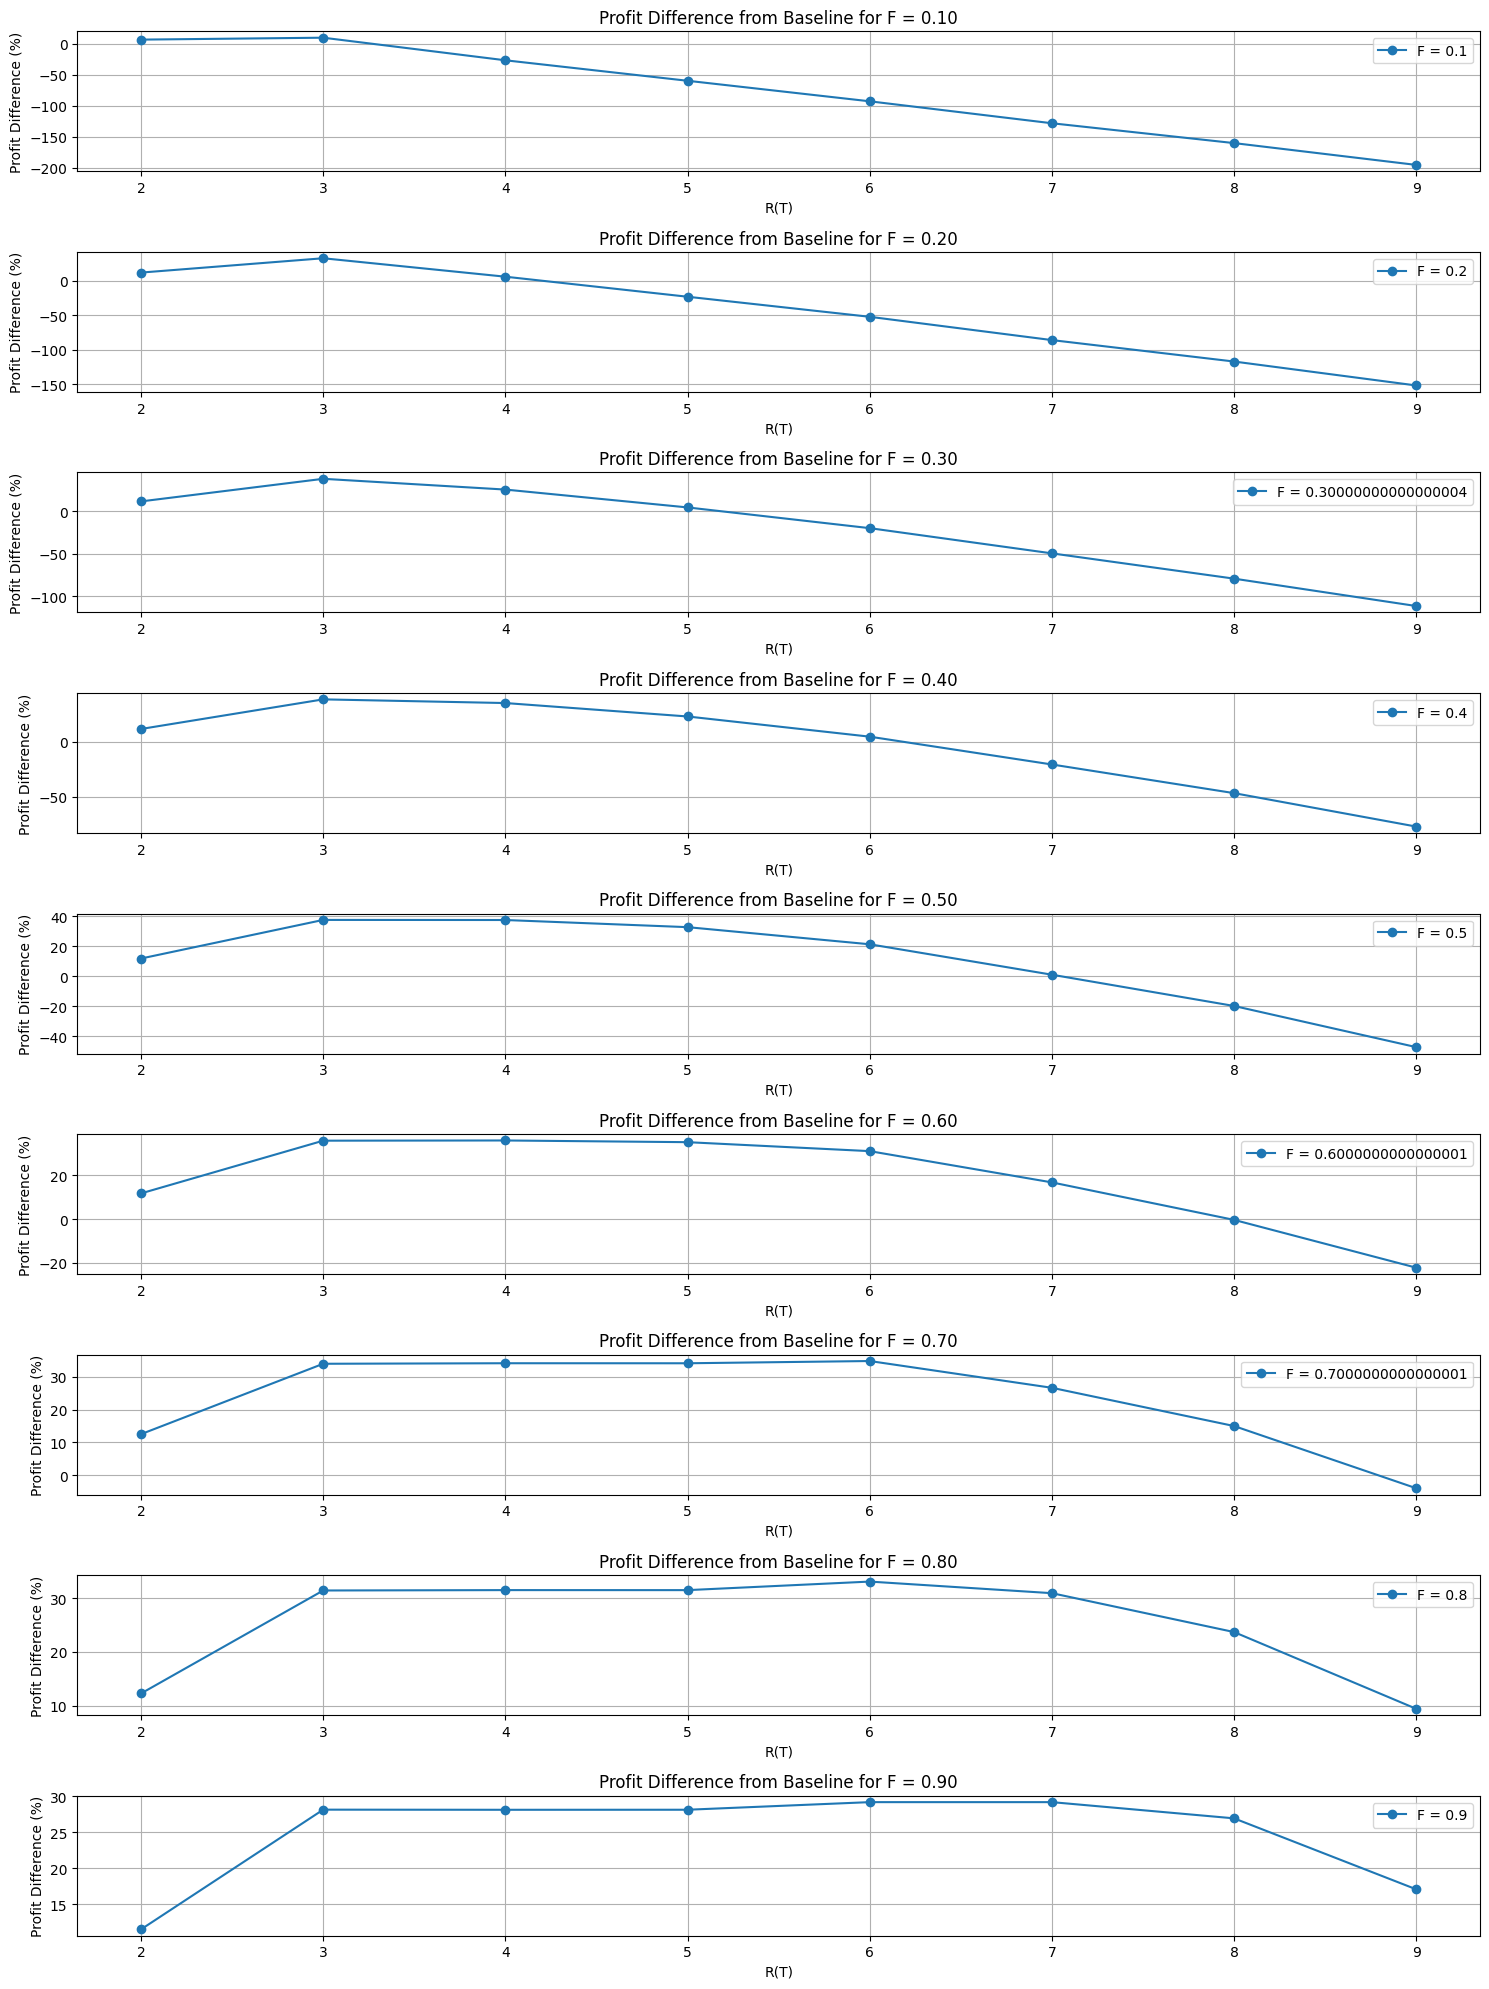 Profit Difference from Baseline for F = 0.10
Profit Difference (%)
0
−50
−100
−150
−200
F = 0.1
2 3 4 5 6 7 8 9
R(T)
Profit Difference from Baseline for F = 0.20
Profit Difference (%)
0
−50
−100
−150
F = 0.2
2 3 4 5 6 7 8 9
R(T)
Profit Difference from Baseline for F = 0.30
Profit Difference (%)
0
−50
−100
F = 0.30000000000000004
2 3 4 5 6 7 8 9
R(T)
Profit Difference from Baseline for F = 0.40
Profit Difference (%)
0
−50
F = 0.4
2 3 4 5 6 7 8 9
R(T)
Profit Difference from Baseline for F = 0.50
Profit Difference (%)
40
20
0
−20
−40
F = 0.5
2 3 4 5 6 7 8 9
R(T)
Profit Difference from Baseline for F = 0.60
Profit Difference (%)
20
0
−20
F = 0.6000000000000001
2 3 4 5 6 7 8 9
R(T)
Profit Difference from Baseline for F = 0.70
Profit Difference (%)
30
20
10
0
F = 0.7000000000000001
2 3 4 5 6 7 8 9
R(T)
Profit Difference from Baseline for F = 0.80
Profit Difference (%)
30
20
10
F = 0.8
2 3 4 5 6 7 8 9
R(T)
Profit Difference from Baseline for F = 0.90
Profit Difference (%)
30
25
20
15
F = 0.9
2 3 4 5 6 7 8 9
R(T)